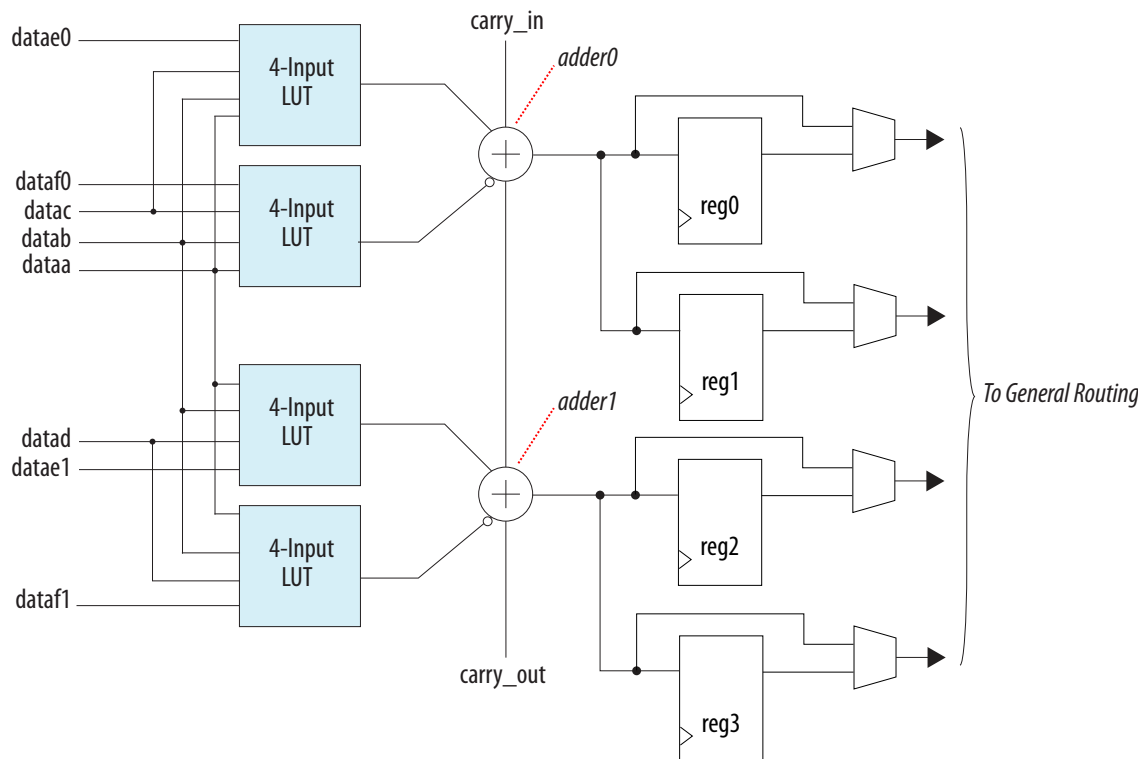 carry_in
datae0
adder0
4-Input
LUT
dataf0
datac
datab
dataa
4-Input
LUT
reg0
reg1
To General Routing
4-Input
LUT
adder1
datad
datae1
4-Input
LUT
reg2
dataf1
carry_out
reg3